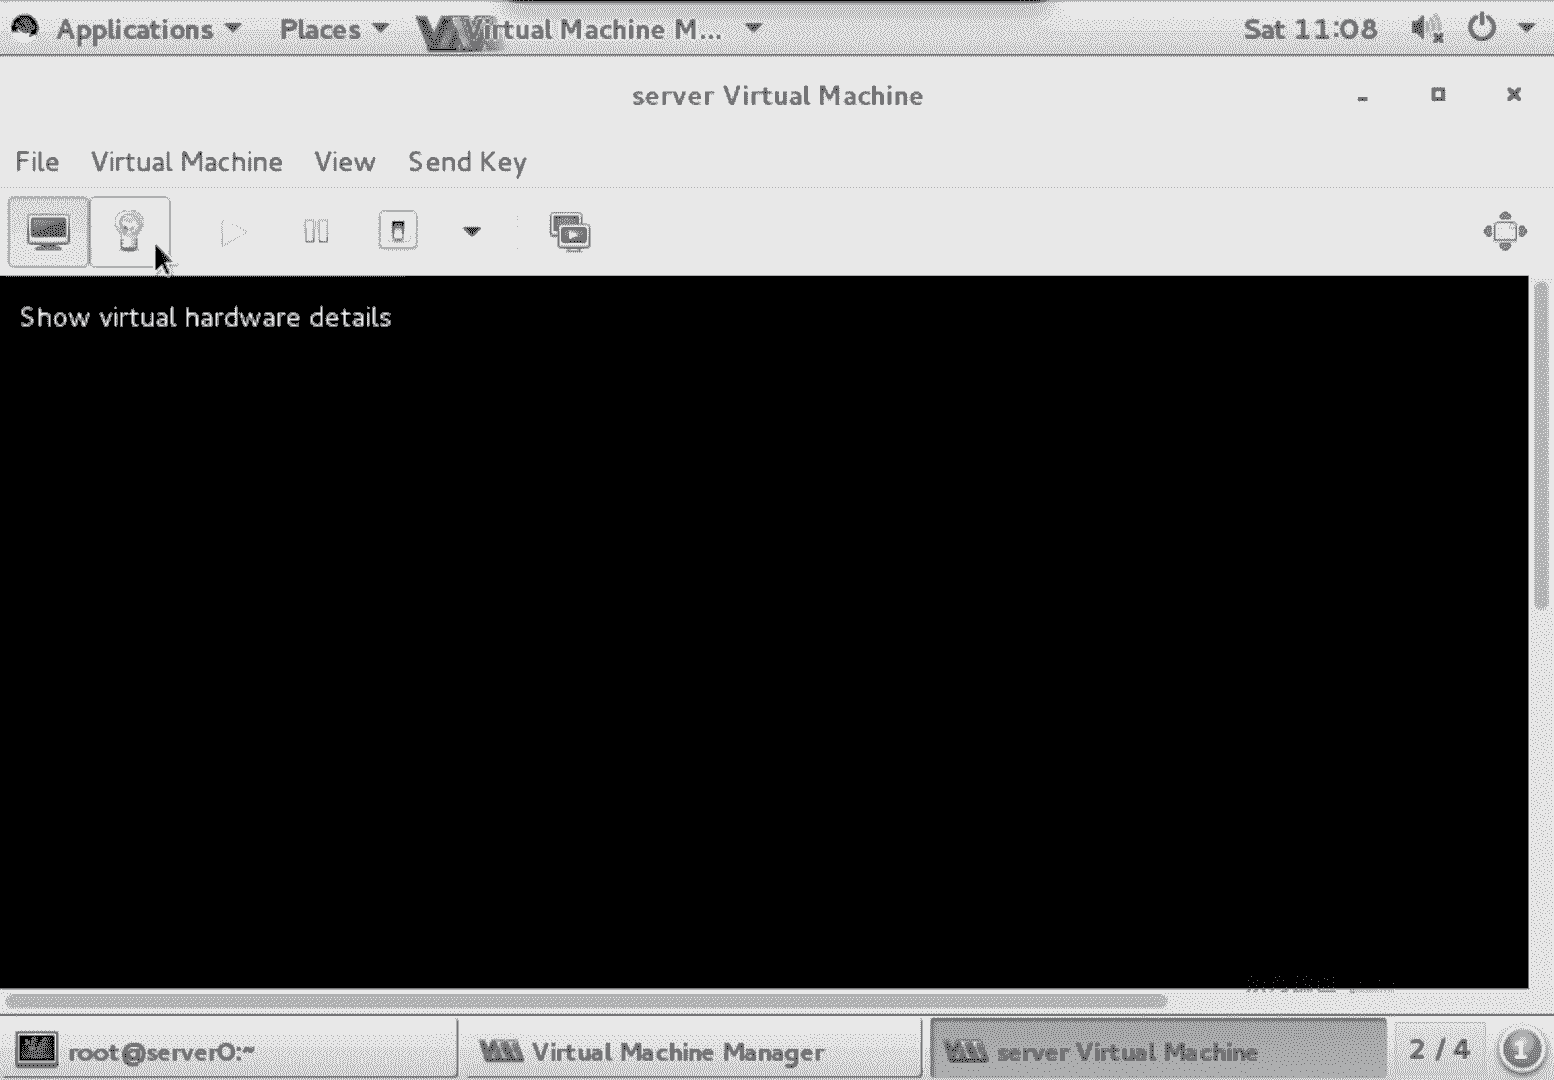 Applications Places Virtual Machine M... Sat 11:08
server Virtual Machine
File Virtual Machine View Send Key
Show virtual hardware details
root@server0:~ Virtual Machine Manager server Virtual Machine 2 / 4 1